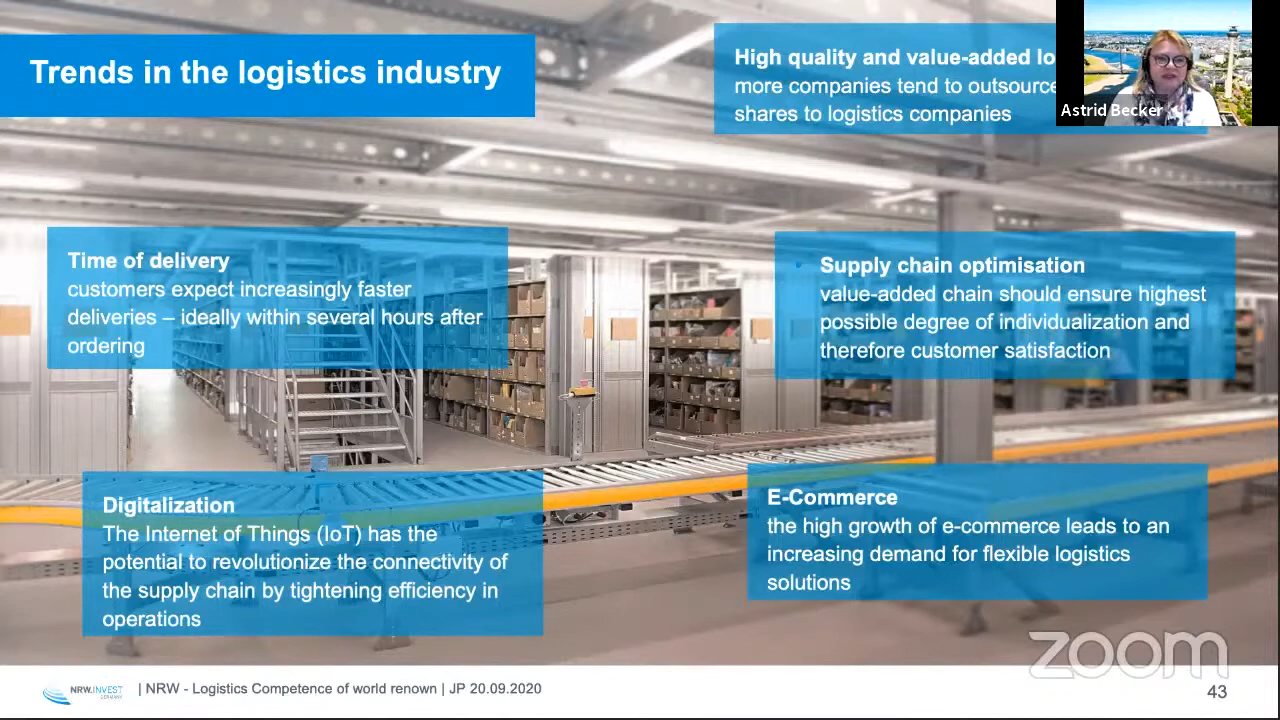 Trends in the logistics industry
High quality and value-added lo
more companies tend to outsource
shares to logistics companies
Astrid Becker
Time of delivery
customers expect increasingly faster
deliveries – ideally within several hours after
ordering
Supply chain optimisation
value-added chain should ensure highest
possible degree of individualization and
therefore customer satisfaction
Digitalization
The Internet of Things (IoT) has the
potential to revolutionize the connectivity of
the supply chain by tightening efficiency in
operations
E-Commerce
the high growth of e-commerce leads to an
increasing demand for flexible logistics
solutions
zoom
NRW.INVEST
GERMANY
| NRW - Logistics Competence of world renown | JP 20.09.2020
43